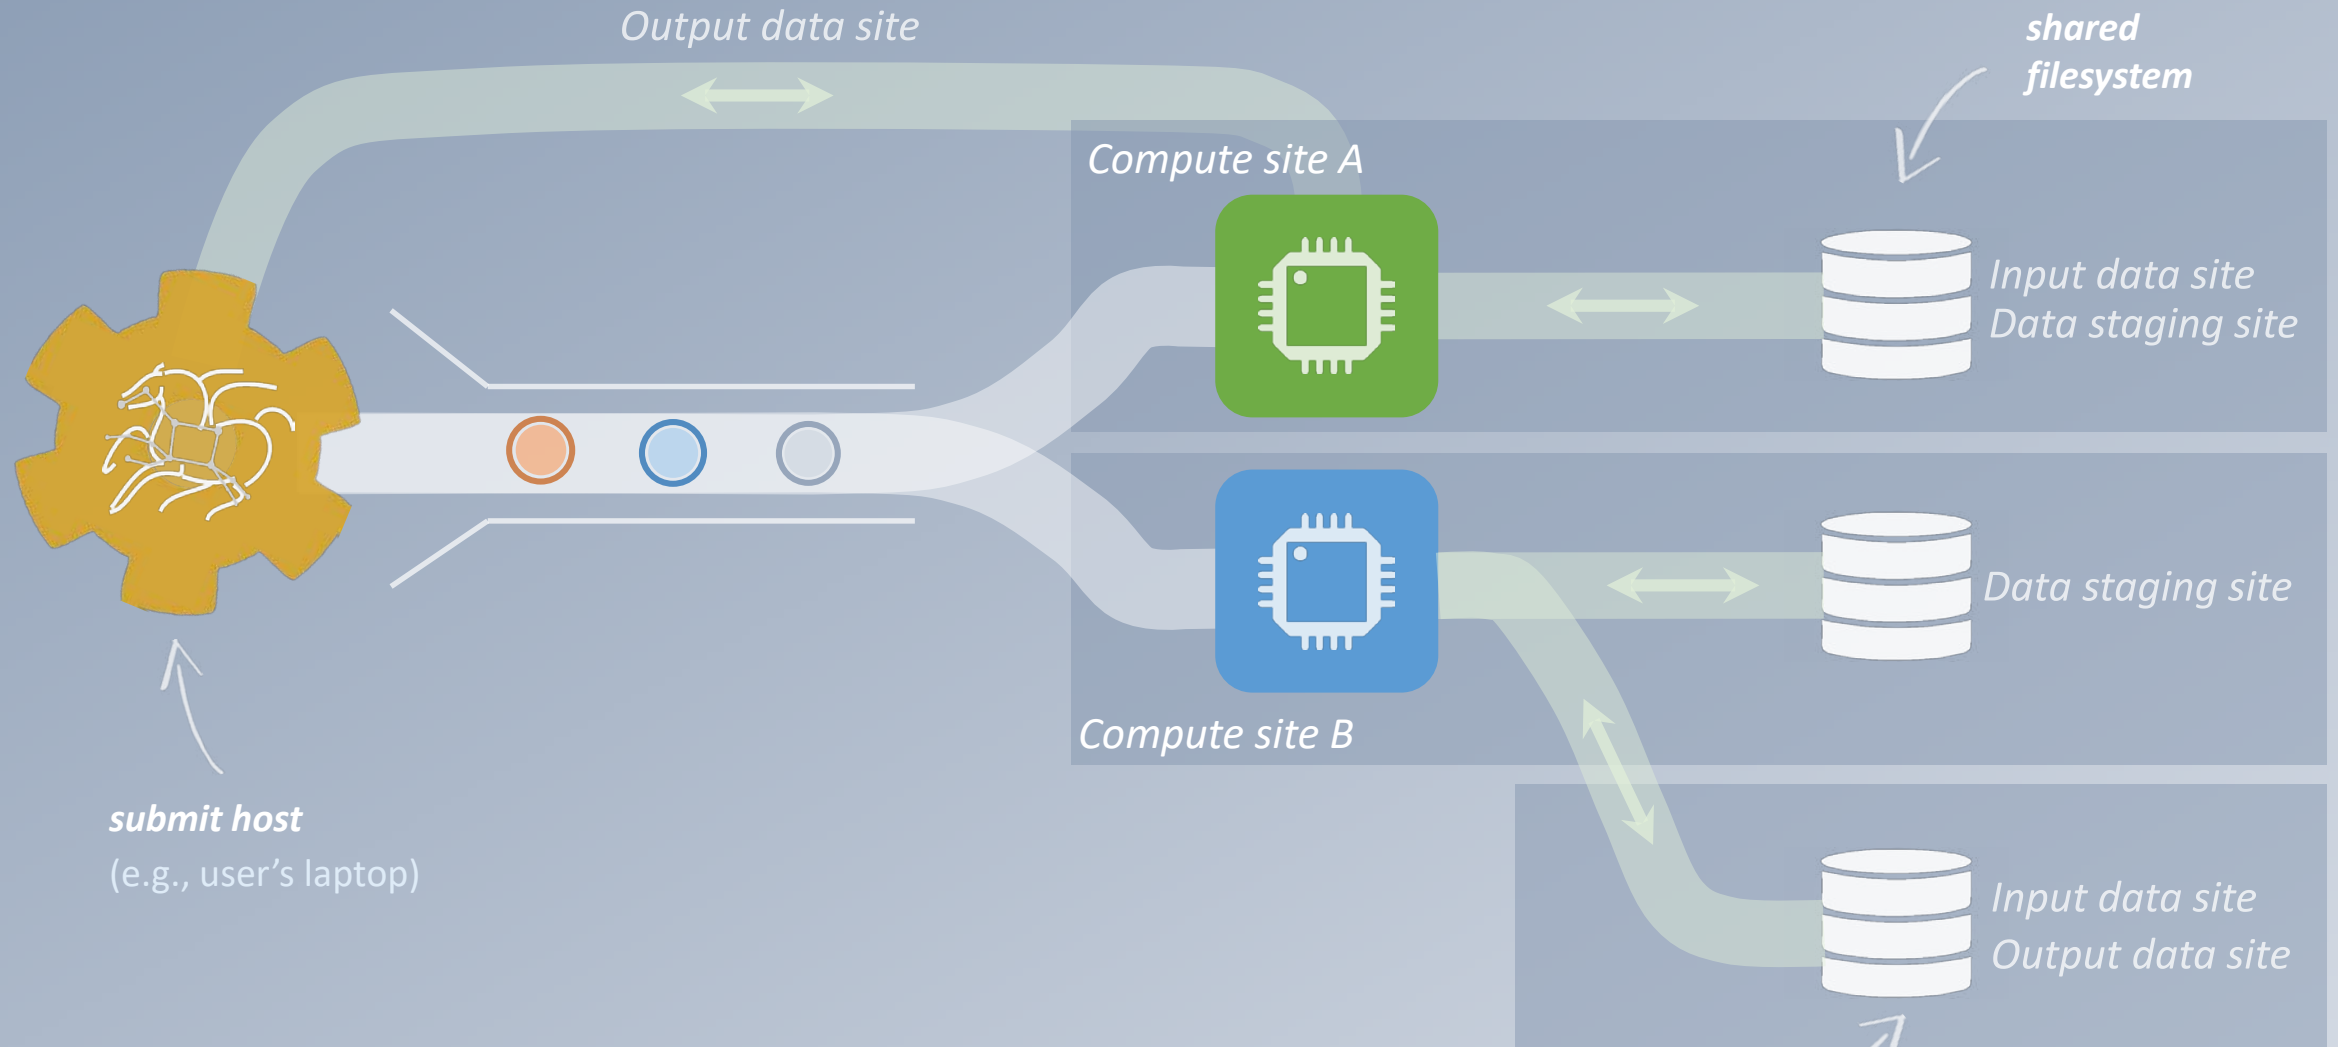 Output data site
shared
filesystem
Compute site A
Input data site
Data staging site
Data staging site
Compute site B
submit host
(e.g., user's laptop)
Input data site
Output data site